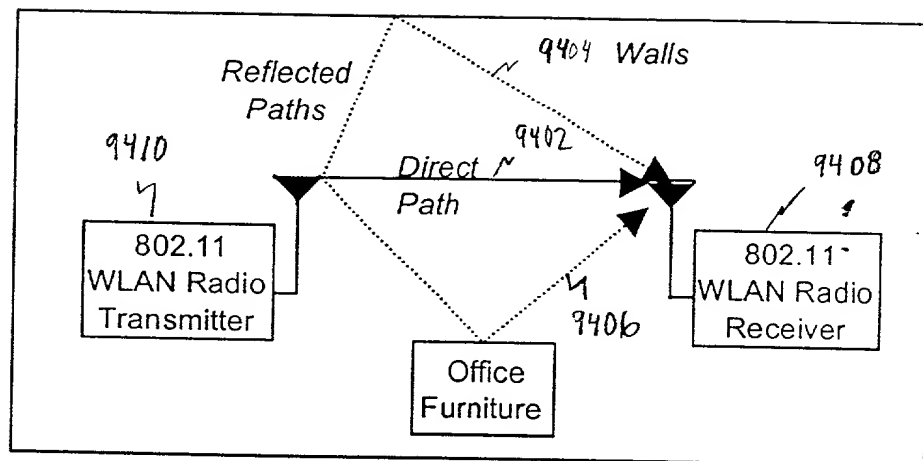 9404 Walls
Reflected
Paths
9402
9410
Direct
Path
9408
802.11
WLAN Radio
Transmitter
802.11
WLAN Radio
Receiver
9406
Office
Furniture